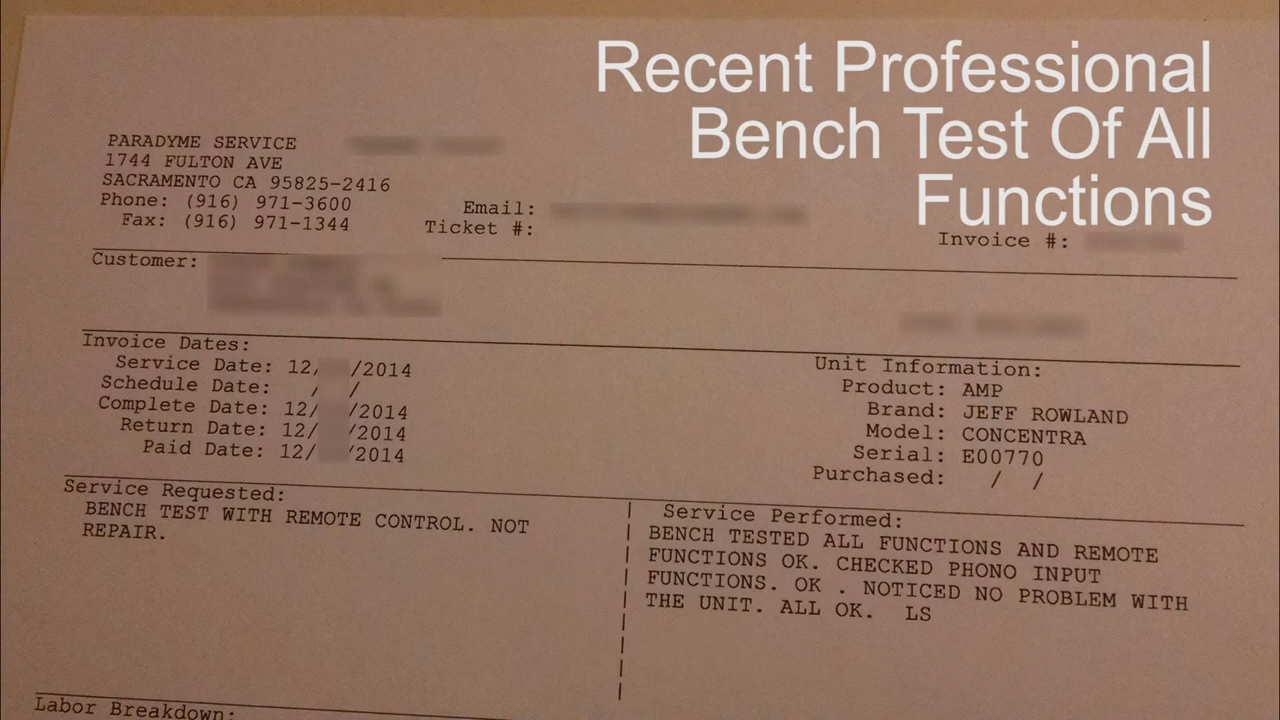 Recent Professional
Bench Test Of All
Functions
PARADYME SERVICE
1744 FULTON AVE
SACRAMENTO CA 95825-2416
Phone: (916) 971-3600
Fax: (916) 971-1344
Email:
Ticket #:
Invoice #:
Customer:
Invoice Dates:
Service Date: 12/ /2014
Schedule Date: / /
Complete Date: 12/ /2014
Return Date: 12/ /2014
Paid Date: 12/ /2014
Unit Information:
Product: AMP
Brand: JEFF ROWLAND
Model: CONCENTRA
Serial: E00770
Purchased: / /
Service Requested:
BENCH TEST WITH REMOTE CONTROL. NOT
REPAIR.
Service Performed:
BENCH TESTED ALL FUNCTIONS AND REMOTE
FUNCTIONS OK. CHECKED PHONO INPUT
FUNCTIONS. OK . NOTICED NO PROBLEM WITH
THE UNIT. ALL OK. LS
Labor Breakdown: